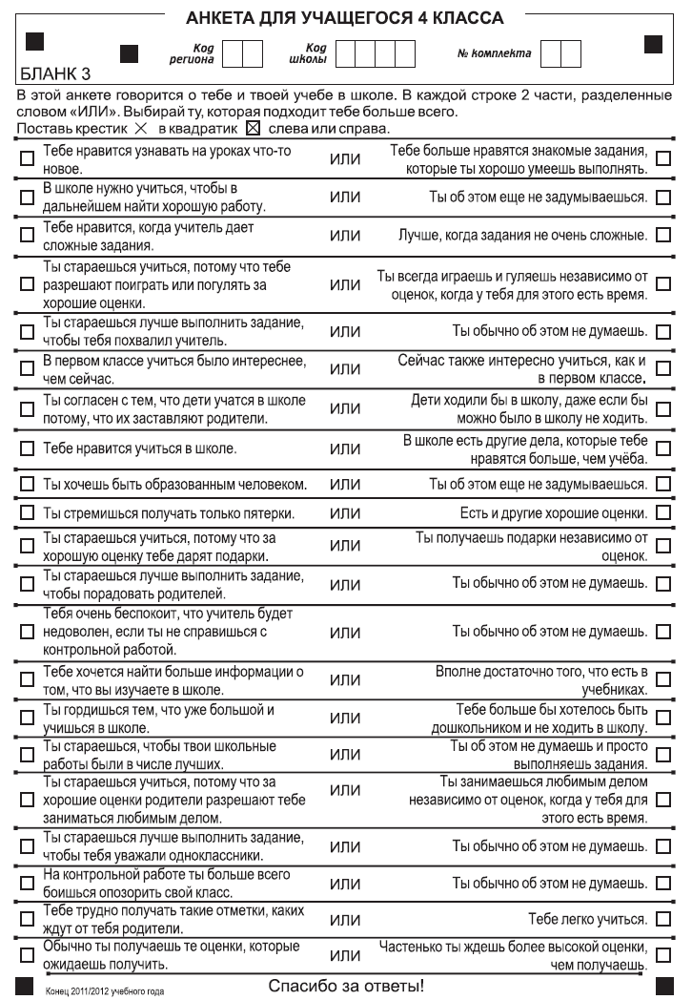 АНКЕТА ДЛЯ УЧАЩЕГОСЯ 4 КЛАССА
Код региона
Код школы
№ комплекта
БЛАНК 3
В этой анкете говорится о тебе и твоей учебе в школе. В каждой строке 2 части, разделенные
словом «ИЛИ». Выбирай ту, которая подходит тебе больше всего.
Поставь крестик в квадратик слева или справа.
Тебе нравится узнавать на уроках что-то
новое.
ИЛИ
Тебе больше нравятся знакомые задания,
которые ты хорошо умеешь выполнять.
В школе нужно учиться, чтобы в
дальнейшем найти хорошую работу.
ИЛИ
Ты об этом еще не задумываешься.
Тебе нравится, когда учитель дает
сложные задания.
ИЛИ
Лучше, когда задания не очень сложные.
Ты стараешься учиться, потому что тебе
разрешают поиграть или погулять за
хорошие оценки.
ИЛИ
Ты всегда играешь и гуляешь независимо от
оценок, когда у тебя для этого есть время.
Ты стараешься лучше выполнить задание,
чтобы тебя похвалил учитель.
ИЛИ
Ты обычно об этом не думаешь.
В первом классе учиться было интереснее,
чем сейчас.
ИЛИ
Сейчас также интересно учиться, как и
в первом классе.
Ты согласен с тем, что дети учатся в школе
потому, что их заставляют родители.
ИЛИ
Дети ходили бы в школу, даже если бы
можно было в школу не ходить.
Тебе нравится учиться в школе.
ИЛИ
В школе есть другие дела, которые тебе
нравятся больше, чем учёба.
Ты хочешь быть образованным человеком.
ИЛИ
Ты об этом еще не задумываешься.
Ты стремишься получать только пятерки.
ИЛИ
Есть и другие хорошие оценки.
Ты стараешься учиться, потому что за
хорошую оценку тебе дарят подарки.
ИЛИ
Ты получаешь подарки независимо от
оценок.
Ты стараешься лучше выполнить задание,
чтобы порадовать родителей.
ИЛИ
Ты обычно об этом не думаешь.
Тебя очень беспокоит, что учитель будет
недоволен, если ты не справишься с
контрольной работой.
ИЛИ
Ты обычно об этом не думаешь.
Тебе хочется найти больше информации о
том, что вы изучаете в школе.
ИЛИ
Вполне достаточно того, что есть в
учебниках.
Ты гордишься тем, что уже большой и
учишься в школе.
ИЛИ
Тебе больше бы хотелось быть
дошкольником и не ходить в школу.
Ты стараешься, чтобы твои школьные
работы были в числе лучших.
ИЛИ
Ты об этом не думаешь и просто
выполняешь задания.
Ты стараешься учиться, потому что за
хорошие оценки родители разрешают тебе
заниматься любимым делом.
ИЛИ
Ты занимаешься любимым делом
независимо от оценок, когда у тебя для
этого есть время.
Ты стараешься лучше выполнить задание,
чтобы тебя уважали одноклассники.
ИЛИ
Ты обычно об этом не думаешь.
На контрольной работе ты больше всего
боишься опозорить свой класс.
ИЛИ
Ты обычно об этом не думаешь.
Тебе трудно получать такие отметки, каких
ждут от тебя родители.
ИЛИ
Тебе легко учиться.
Обычно ты получаешь те оценки, которые
ожидаешь получить.
ИЛИ
Частенько ты ждешь более высокой оценки,
чем получаешь.
Конец 2011/2012 учебного года
Спасибо за ответы!